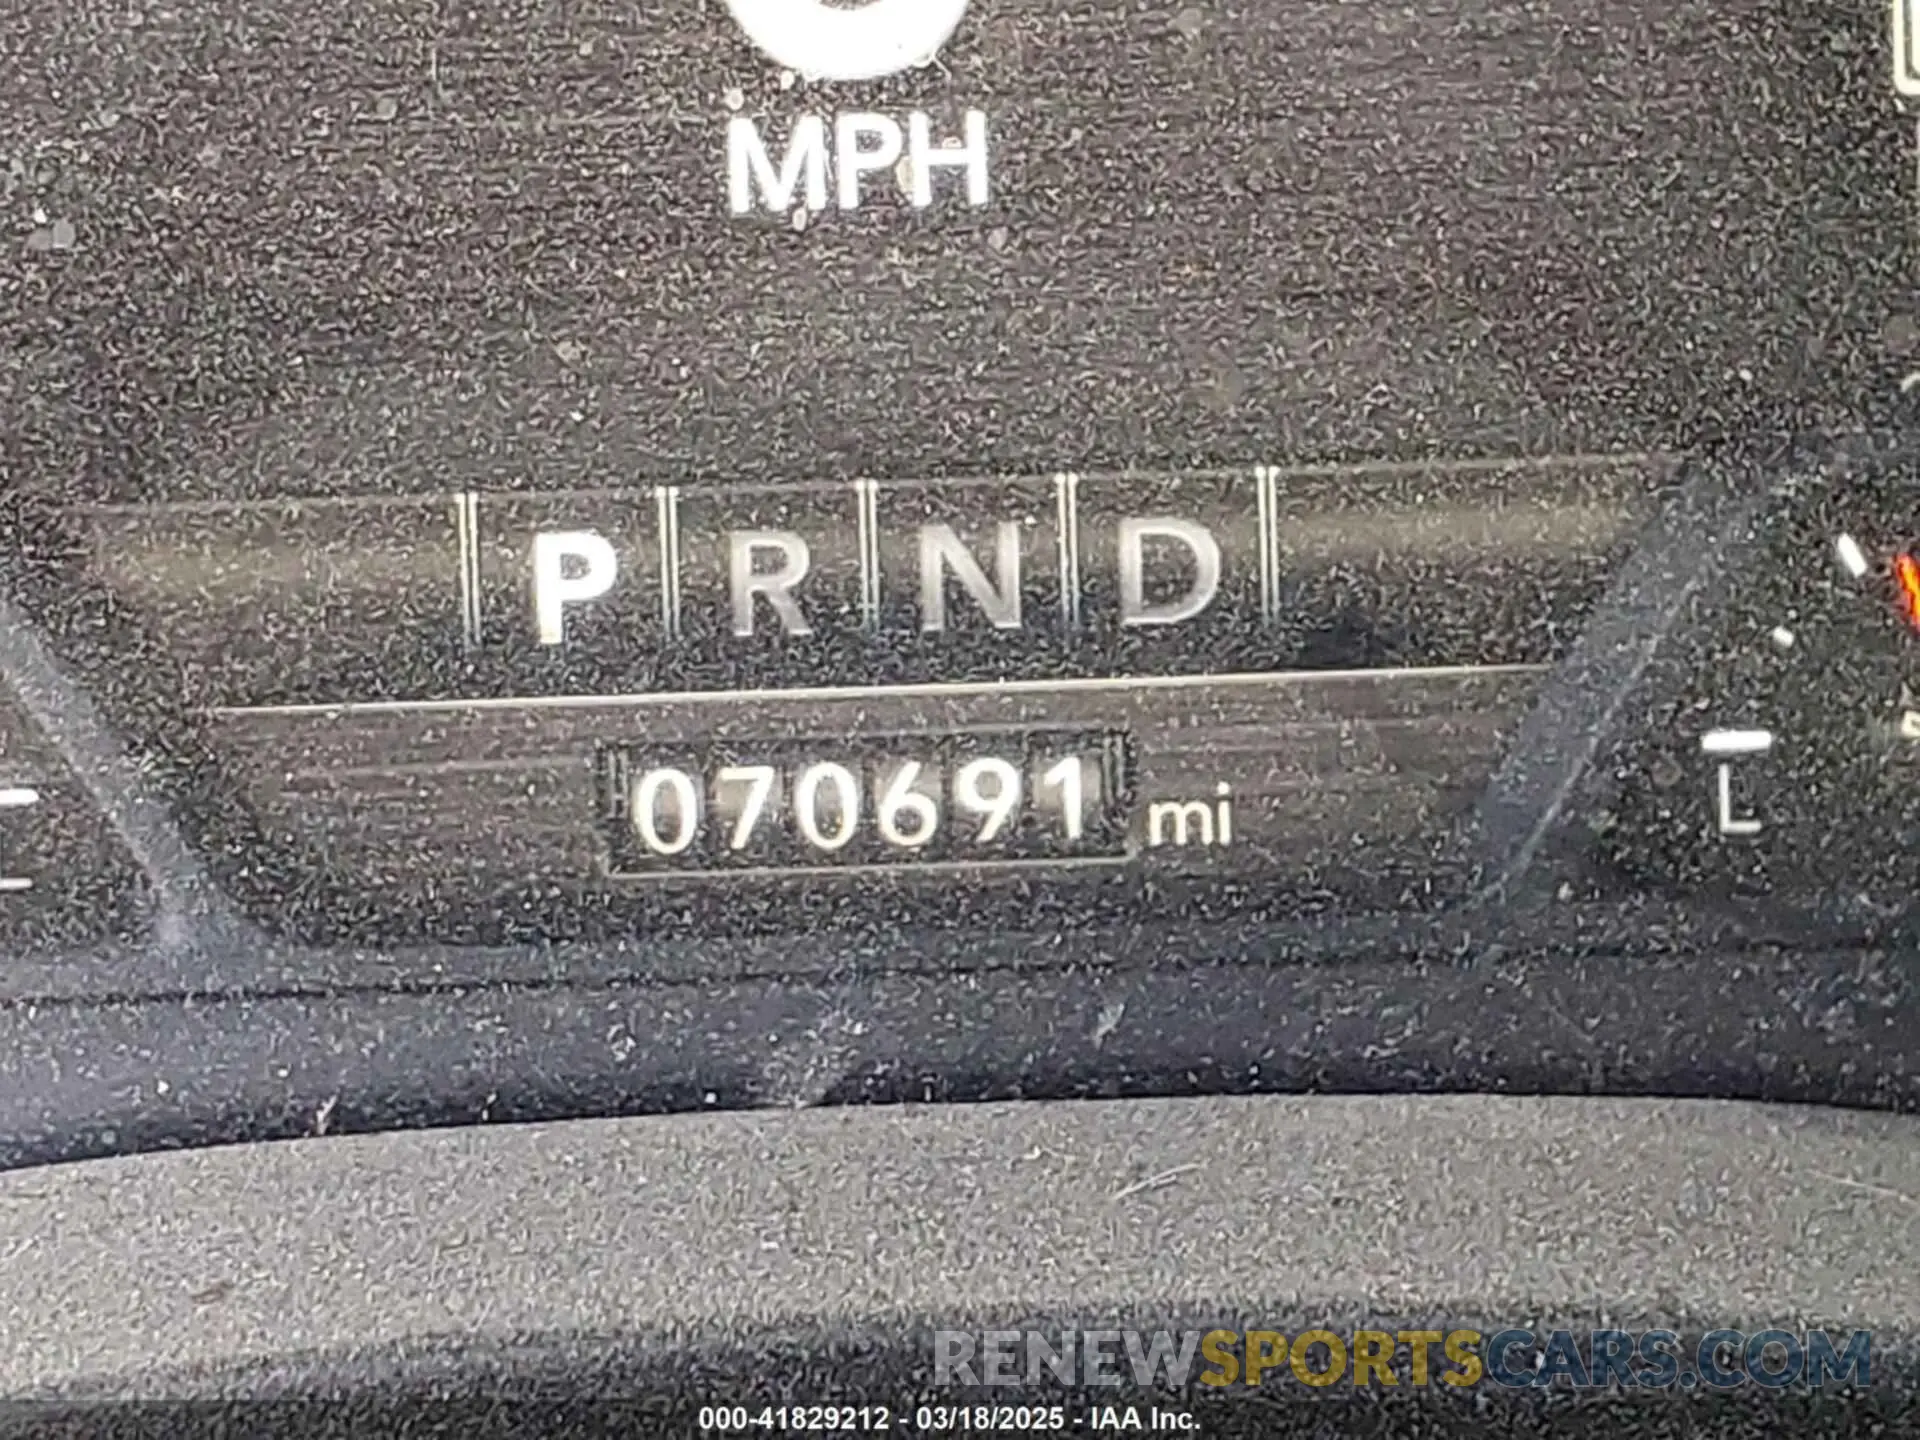 MPH
P R N D
070691 mi
L
RENEWSPORTSCARS.COM
000-41829212 - 03/18/2025 - IAA Inc.